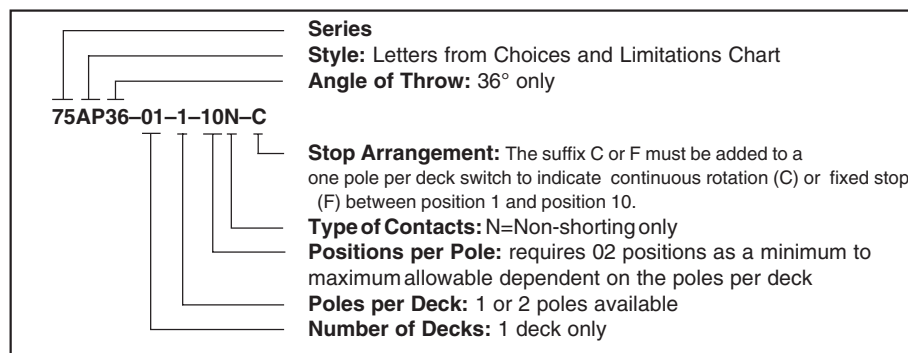 Series
Style: Letters from Choices and Limitations Chart
Angle of Throw: 36° only
75AP36–01–1–10N–C
Stop Arrangement: The suffix C or F must be added to a
one pole per deck switch to indicate continuous rotation (C) or fixed stop
(F) between position 1 and position 10.
Type of Contacts: N=Non-shorting only
Positions per Pole: requires 02 positions as a minimum to
maximum allowable dependent on the poles per deck
Poles per Deck: 1 or 2 poles available
Number of Decks: 1 deck only